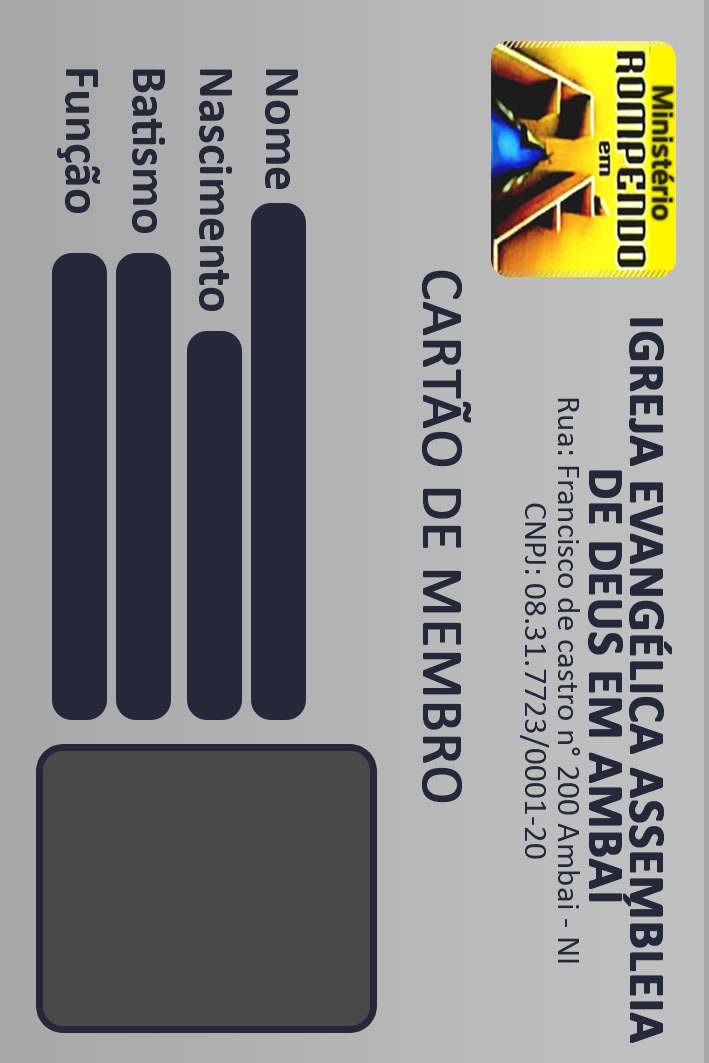 Ministério
ROMPENDO
em
IGREJA EVANGÉLICA ASSEMBLEIA
DE DEUS EM AMBAÍ
Rua: Francisco de castro n° 200 Ambai - NI
CNPJ: 08.31.7723/0001-20
CARTÃO DE MEMBRO
Nome
Nascimento
Batismo
Função